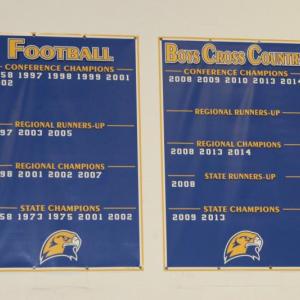 FOOTBALL
CONFERENCE CHAMPIONS
58 1997 1998 1999 2001
02
REGIONAL RUNNERS-UP
97 2003 2005
REGIONAL CHAMPIONS
98 2001 2002 2007
STATE CHAMPIONS
58 1973 1975 2001 2002
BOYS CROSS COUNTR
CONFERENCE CHAMPIONS
2008 2009 2010 2013 2014
REGIONAL RUNNERS-UP
REGIONAL CHAMPIONS
2008 2013 2014
STATE RUNNERS-UP
2008
STATE CHAMPIONS
2009 2013